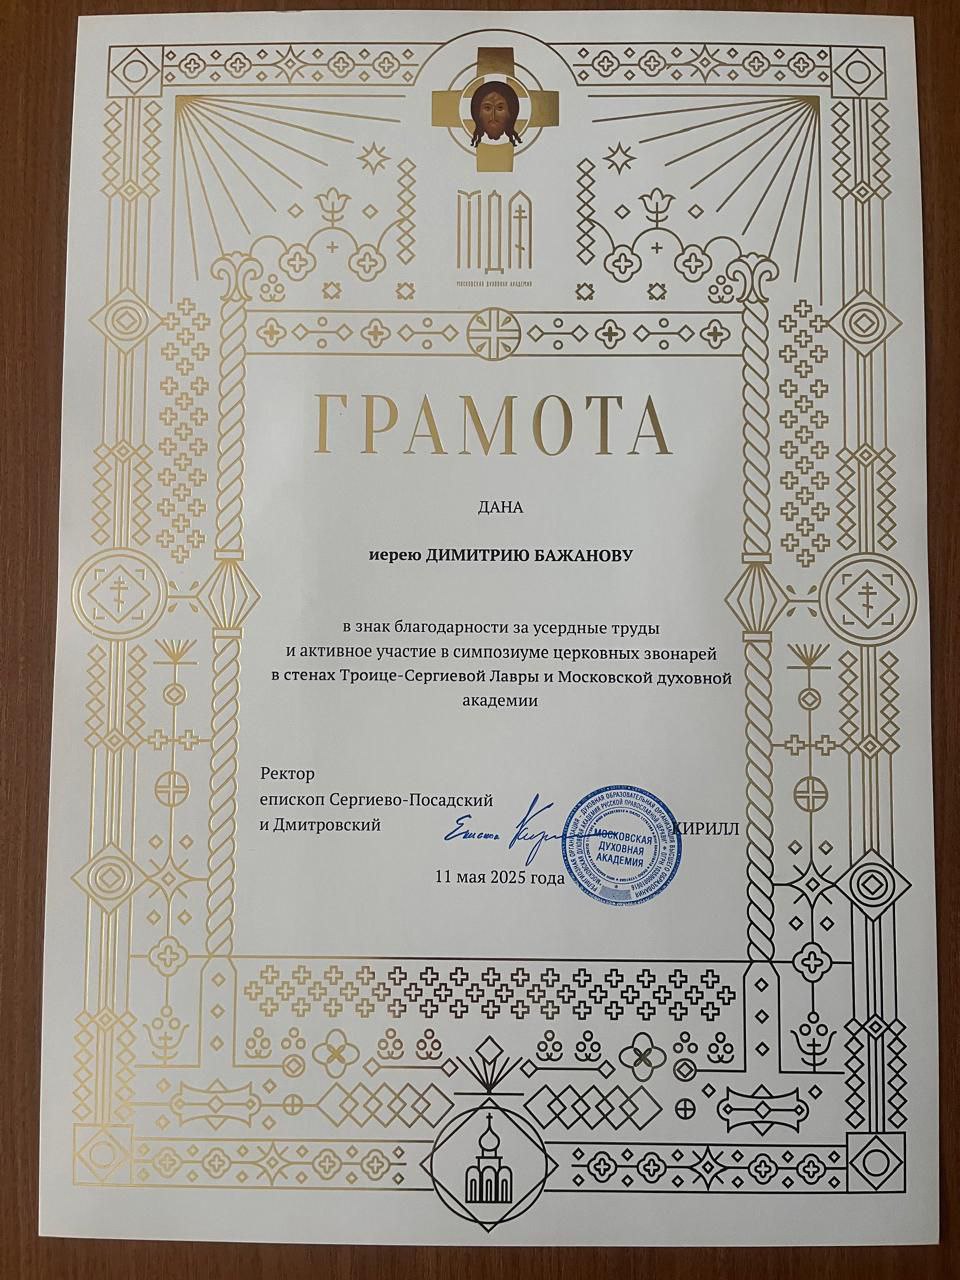 МДА
МОСКОВСКАЯ ДУХОВНАЯ АКАДЕМИЯ
ГРАМОТА
ДАНА
иерею ДИМИТРИЮ БАЖАНОВУ
в знак благодарности за усердные труды
и активное участие в симпозиуме церковных звонарей
в стенах Троице-Сергиевой Лавры и Московской духовной
академии
Ректор
епископ Сергиево-Посадский
и Дмитровский
КИРИЛЛ
МОСКОВСКАЯ
ДУХОВНАЯ
АКАДЕМИЯ
11 мая 2025 года